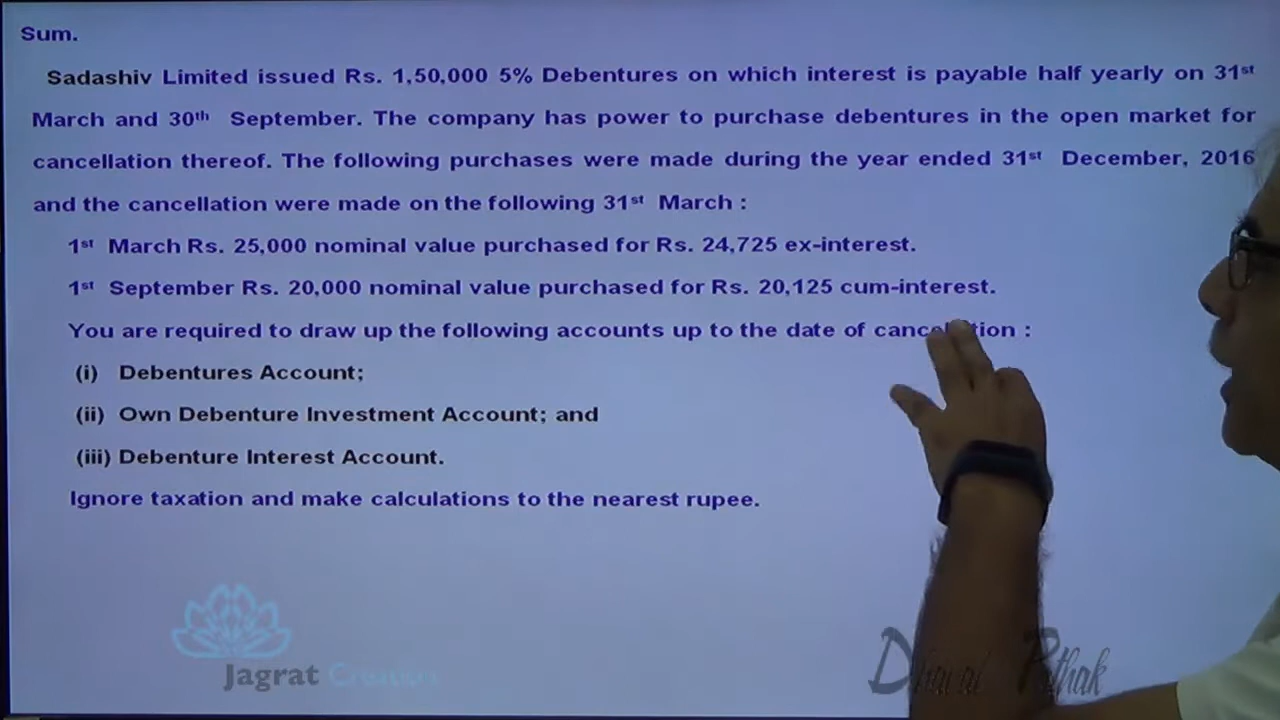 Sum.
Sadashiv Limited issued Rs. 1,50,000 5% Debentures on which interest is payable half yearly on 31st
March and 30th September. The company has power to purchase debentures in the open market for
cancellation thereof. The following purchases were made during the year ended 31st December, 2016
and the cancellation were made on the following 31st March :
1st March Rs. 25,000 nominal value purchased for Rs. 24,725 ex-interest.
1st September Rs. 20,000 nominal value purchased for Rs. 20,125 cum-interest.
You are required to draw up the following accounts up to the date of cancellation :
(i) Debentures Account;
(ii) Own Debenture Investment Account; and
(iii) Debenture Interest Account.
Ignore taxation and make calculations to the nearest rupee.
Jagrat Creation
Dhaval Pathak